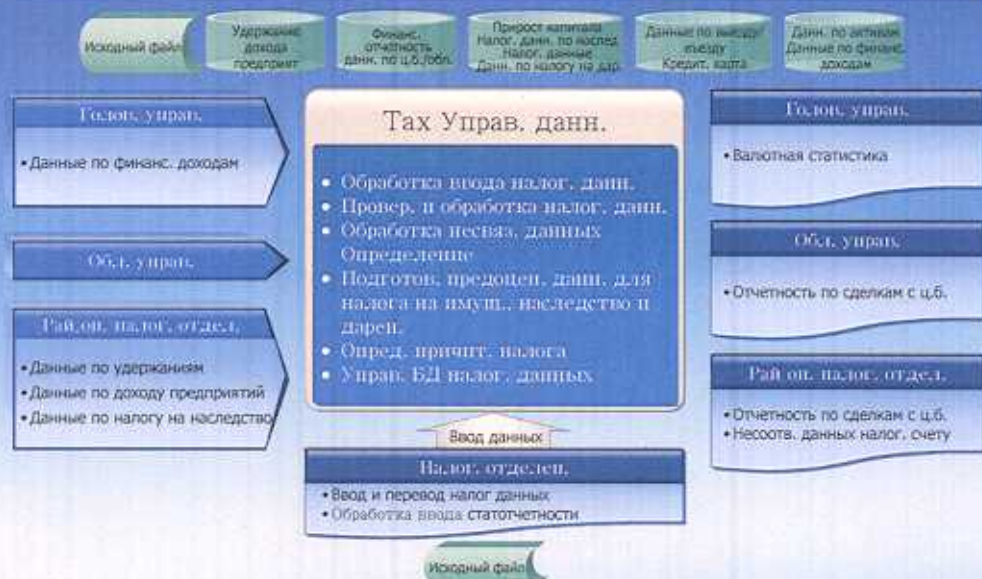 Исходный файл
Удержание
дохода
предприят
Финанс.
отчетность
данн. по ц.б./обл.
Прирост капитала
Налог. данн. по наслед
Налог. данные
Данн. по налогу на дар.
Данные по выезду/
въезду
Кредит. карта
Данн. по активам
Данные по финанс.
доходам
Голов. управ.
• Данные по финанс. доходам
Обл. управ.
Район. налог. отдел.
• Данные по удержаниям
• Данные по доходу предприятий
• Данные по налогу на наследство
Tax Управ. данн.
• Обработка ввода налог. данн.
• Провер. и обработка налог. данн.
• Обработка несвяз. данных
Определение
• Подготов. предоцен. данн. для
налога на имущ., наследство и
дарен.
• Опред. причит. налога
• Управ. БД налог. данных
Ввод данных
Налог. отделен.
• Ввод и перевод налог данных
• Обработка ввода статотчетности
Исходный файл
Голов. управ.
• Валютная статистика
Обл. управ.
• Отчетность по сделкам с ц.б.
Рай он. налог. отдел.
• Отчетность по сделкам с ц.б.
• Несоотв. данных налог. счету